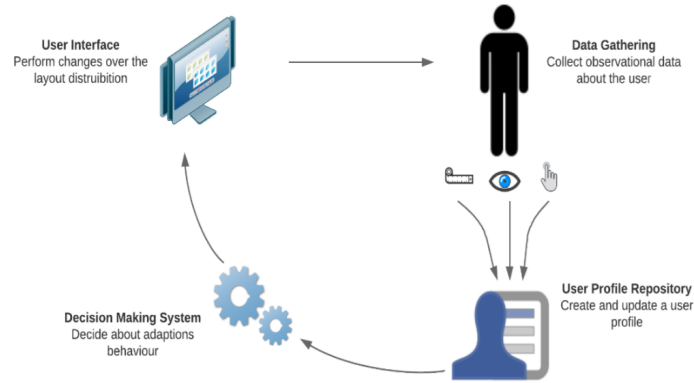 User Interface
Perform changes over the
layout distruibition
Data Gathering
Collect observational data
about the user
User Profile Repository
Create and update a user
profile
Decision Making System
Decide about adaptions
behaviour